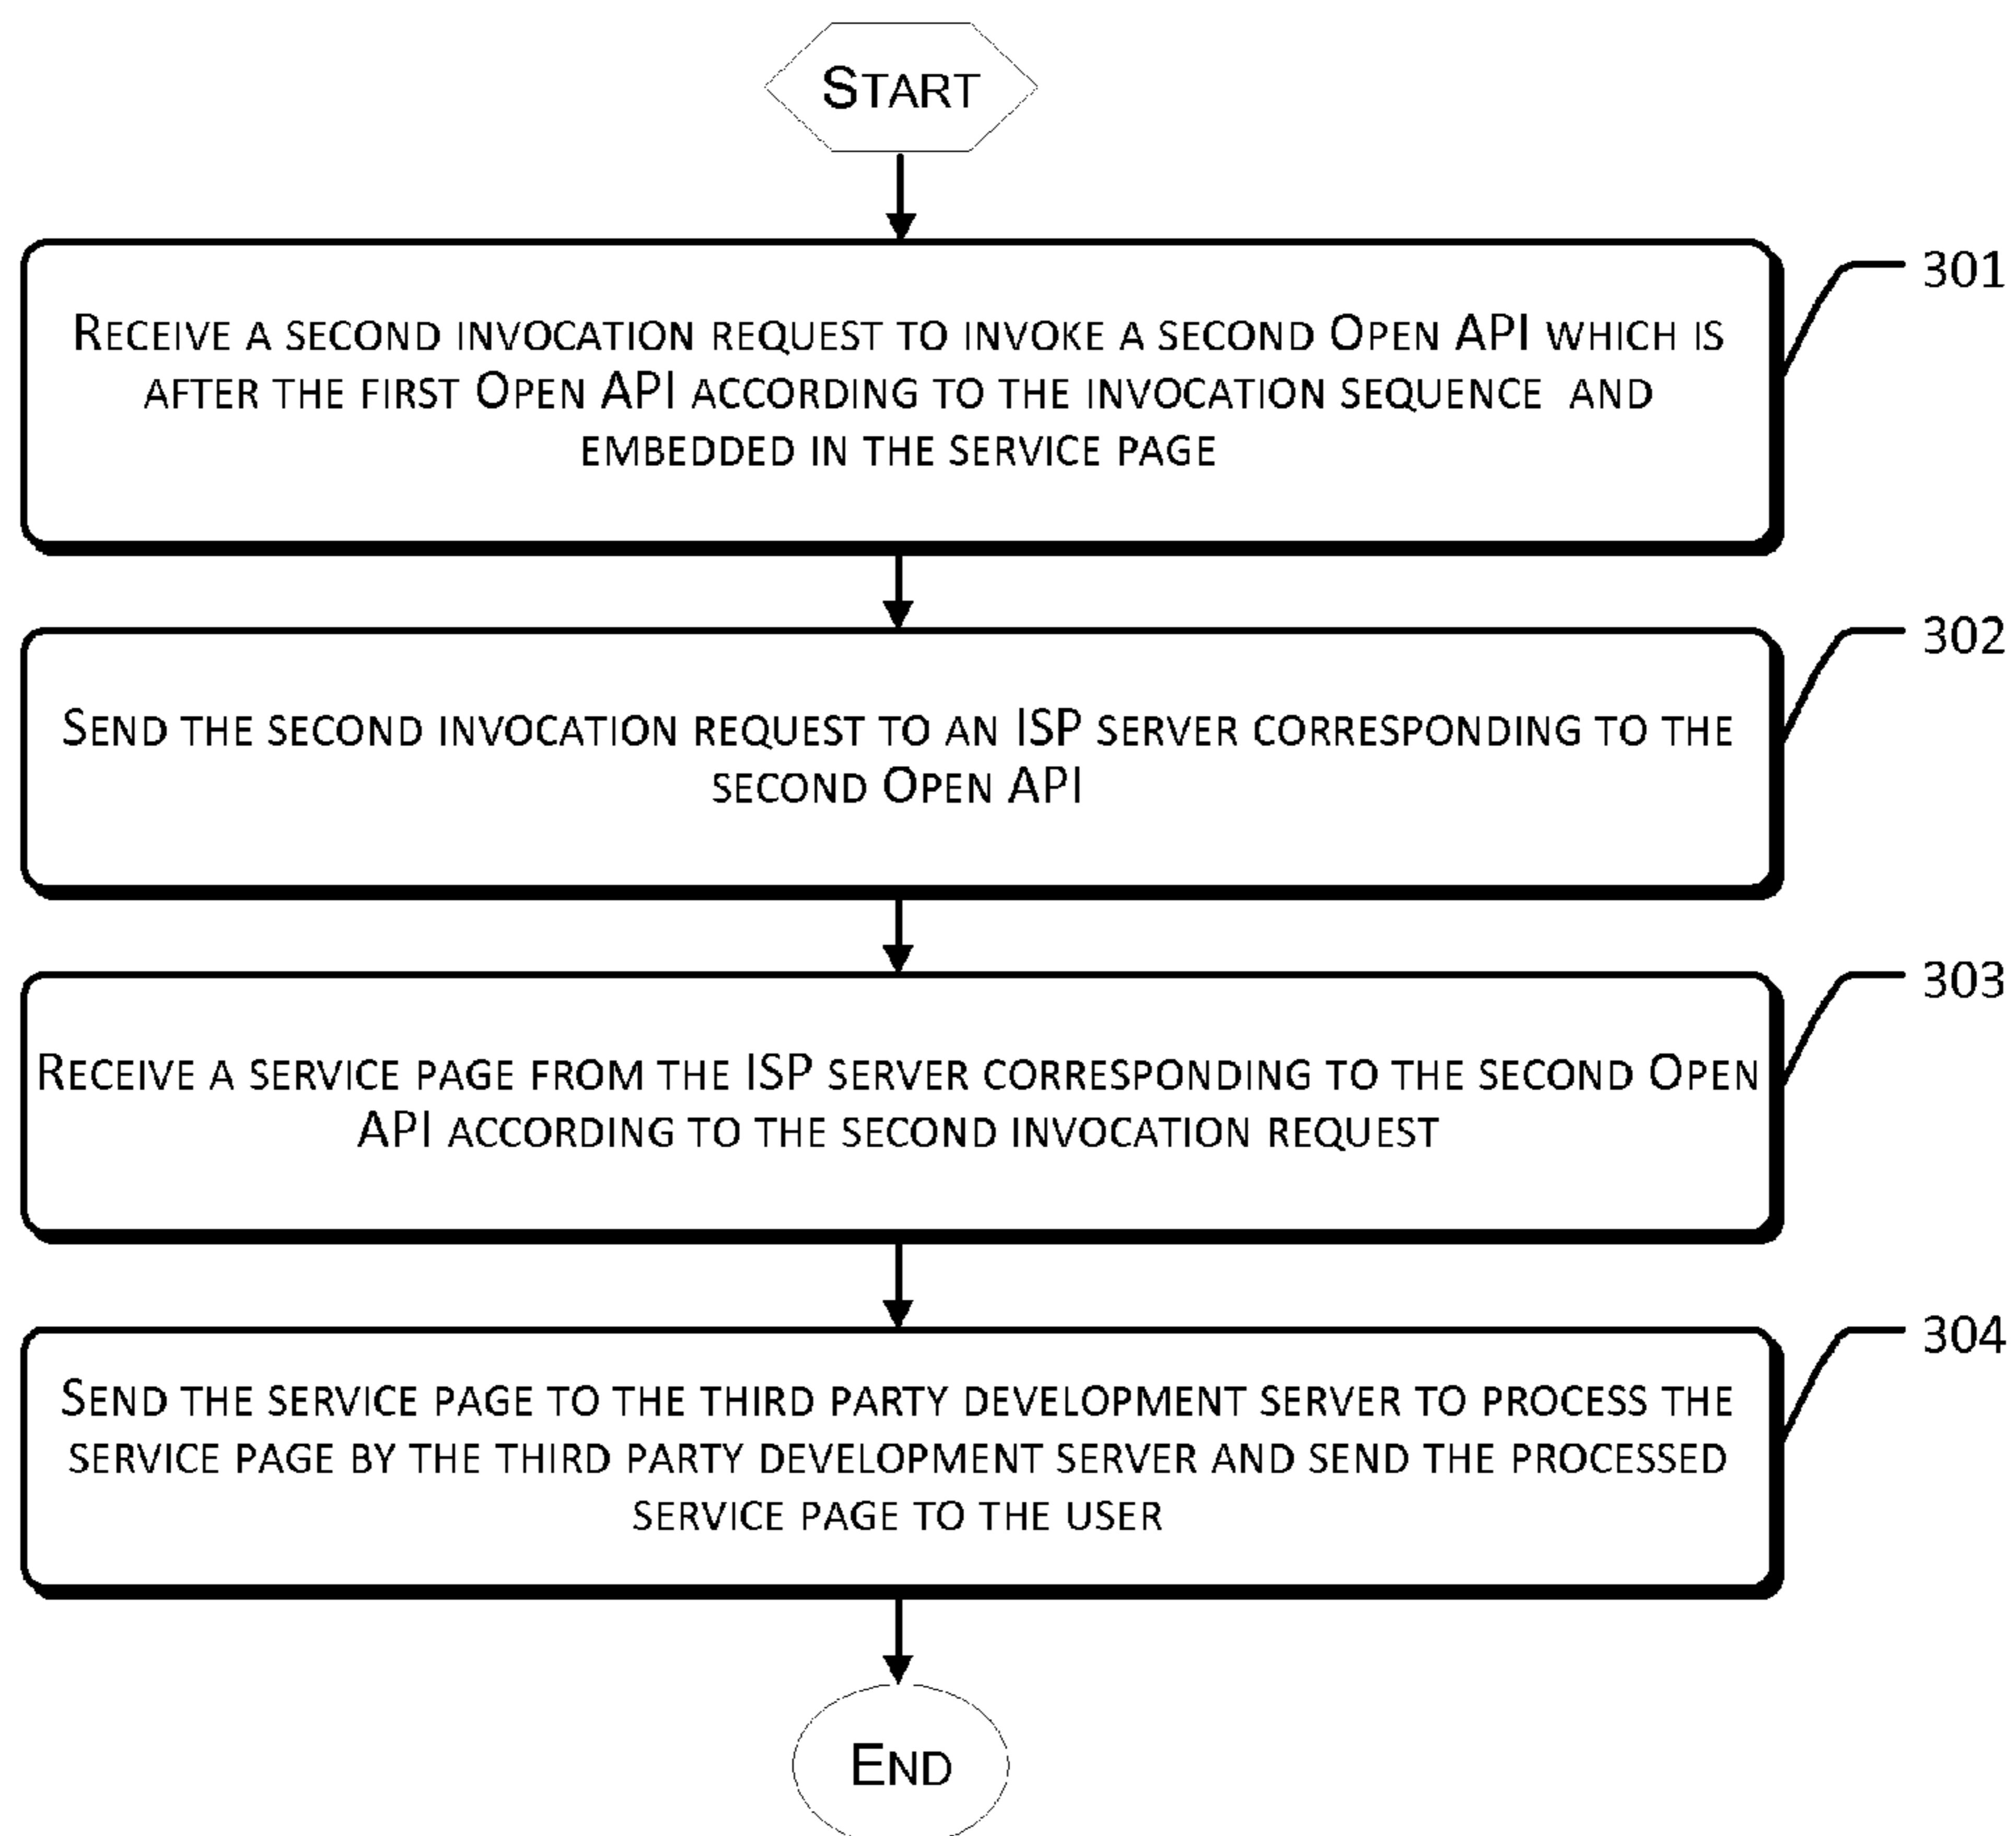 START
RECEIVE A SECOND INVOCATION REQUEST TO INVOKE A SECOND OPEN API WHICH IS
AFTER THE FIRST OPEN API ACCORDING TO THE INVOCATION SEQUENCE AND
EMBEDDED IN THE SERVICE PAGE
301
SEND THE SECOND INVOCATION REQUEST TO AN ISP SERVER CORRESPONDING TO THE
SECOND OPEN API
302
RECEIVE A SERVICE PAGE FROM THE ISP SERVER CORRESPONDING TO THE SECOND OPEN
API ACCORDING TO THE SECOND INVOCATION REQUEST
303
SEND THE SERVICE PAGE TO THE THIRD PARTY DEVELOPMENT SERVER TO PROCESS THE
SERVICE PAGE BY THE THIRD PARTY DEVELOPMENT SERVER AND SEND THE PROCESSED
SERVICE PAGE TO THE USER
304
END